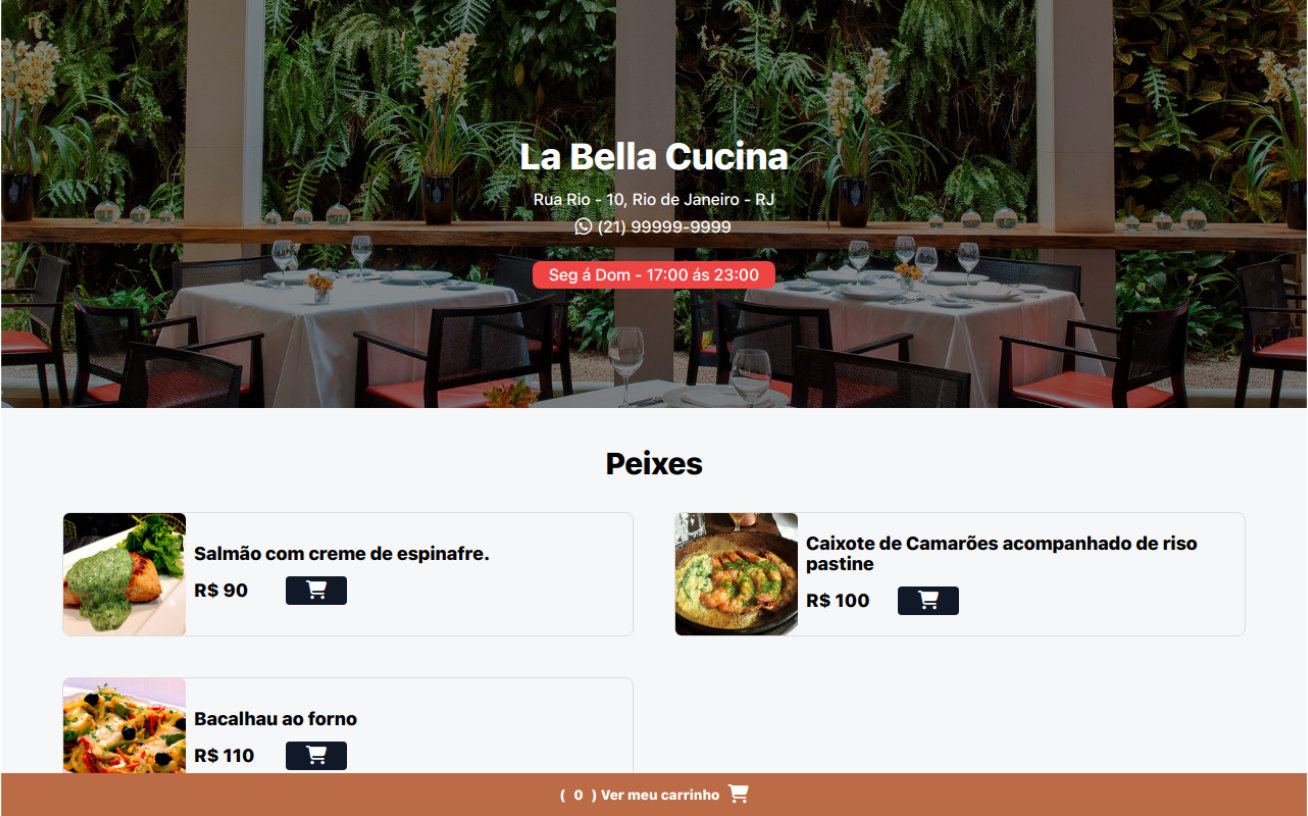 La Bella Cucina
Rua Rio - 10, Rio de Janeiro - RJ
(21) 99999-9999
Seg á Dom - 17:00 ás 23:00
Peixes
Salmão com creme de espinafre.
R$ 90
Caixote de Camarões acompanhado de riso
pastine
R$ 100
Bacalhau ao forno
R$ 110
( 0 ) Ver meu carrinho